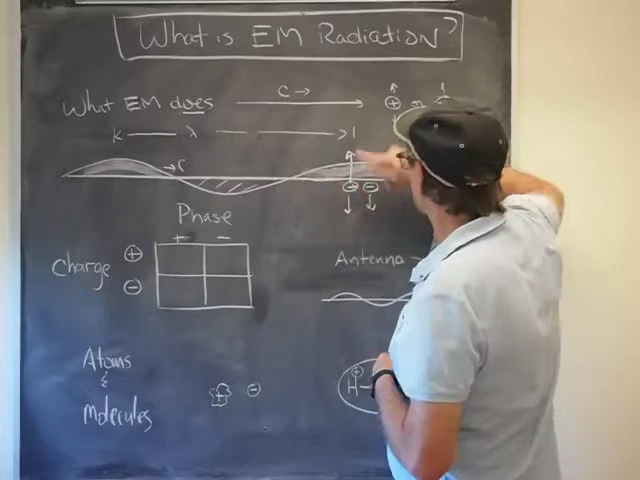 What is EM Radiation?
What EM does C →
λ
→ c
Phase
+ −
Charge ⊕
⊖
Antenna
Atoms
&
Molecules
+ ⊖
H
⊕